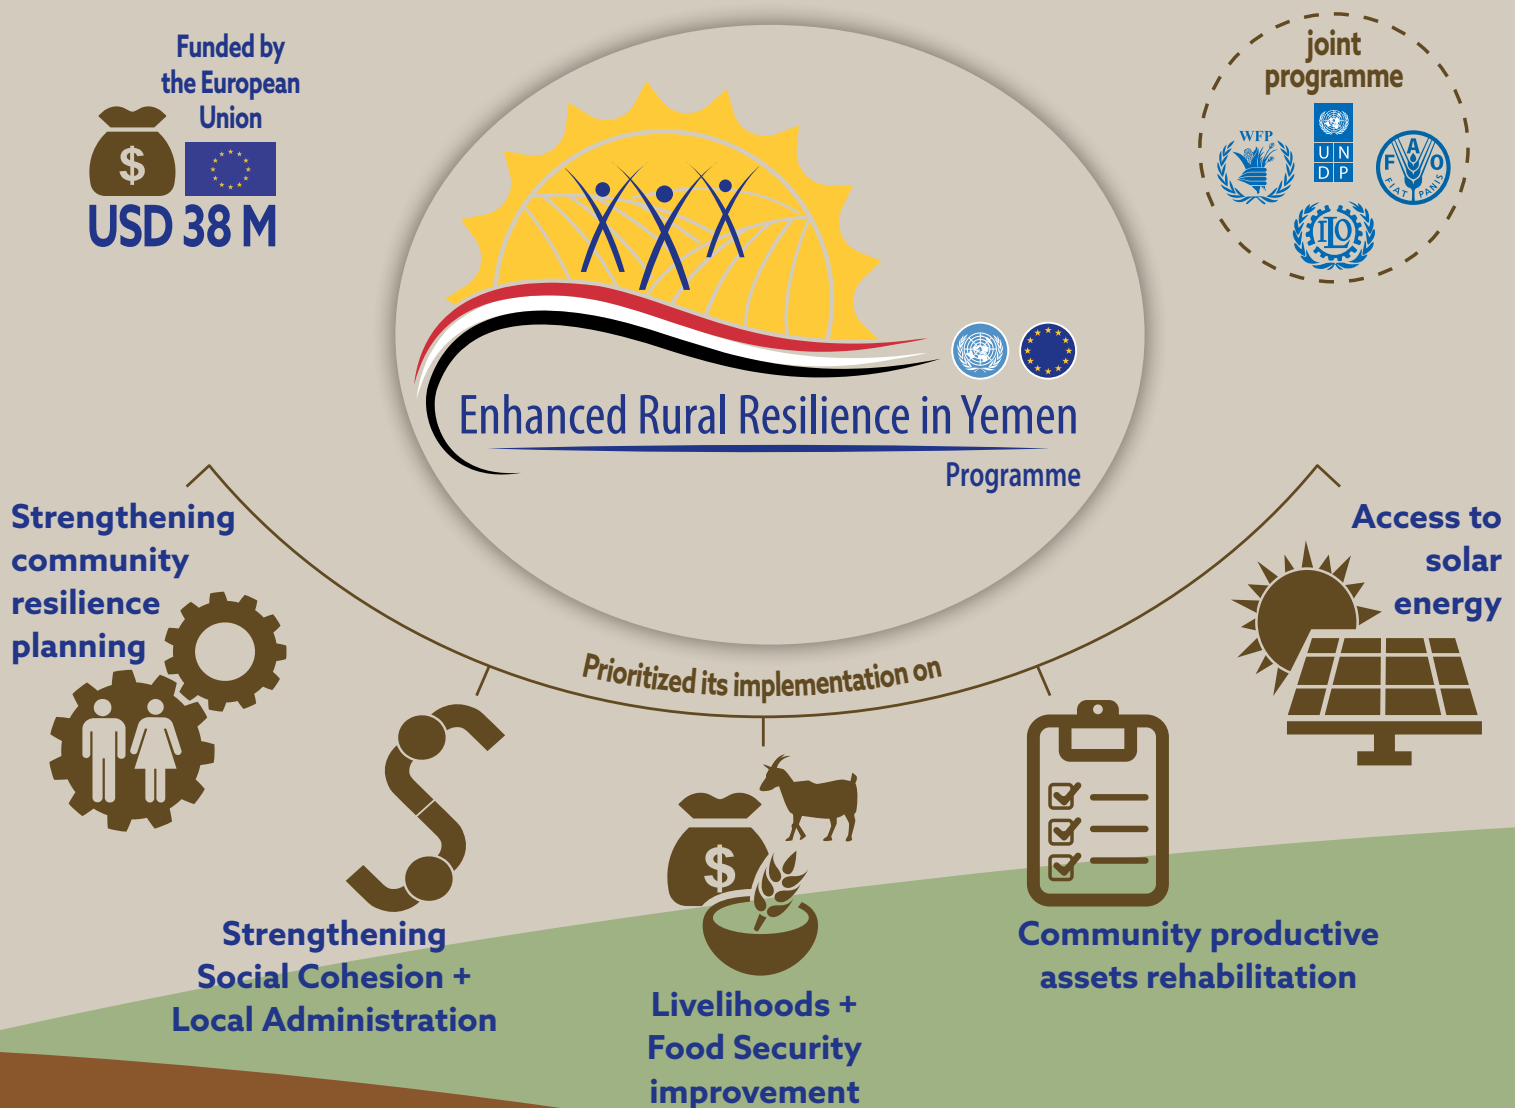 Funded by
the European
Union
$
USD 38 M
joint
programme
WFP
UN
DP
FAO
FIAT PANIS
ILO
Enhanced Rural Resilience in Yemen
Programme
Prioritized its implementation on
Strengthening
community
resilience
planning
Strengthening
Social Cohesion +
Local Administration
$
Livelihoods +
Food Security
improvement
Community productive
assets rehabilitation
Access to
solar
energy